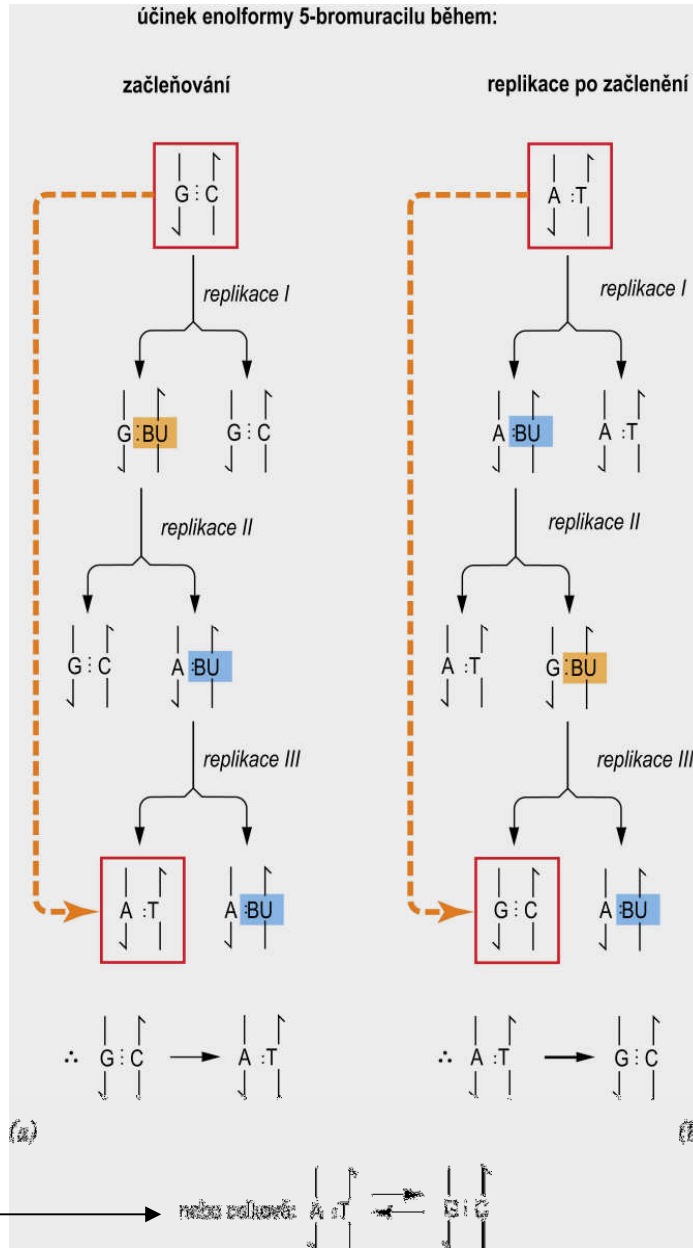 účinek enolformy 5-bromuracilu během:
začleňování
replikace po začlenění
G : C
A : T
replikace I
replikace I
G : BU
G : C
A : BU
A : T
replikace II
replikace II
G : C
A : BU
A : T
G : BU
replikace III
replikace III
A : T
A : BU
G : C
A : BU
∴ G : C → A : T
∴ A : T → G : C
(a)
(b
nebo celkově: A : T ⇌ G : C